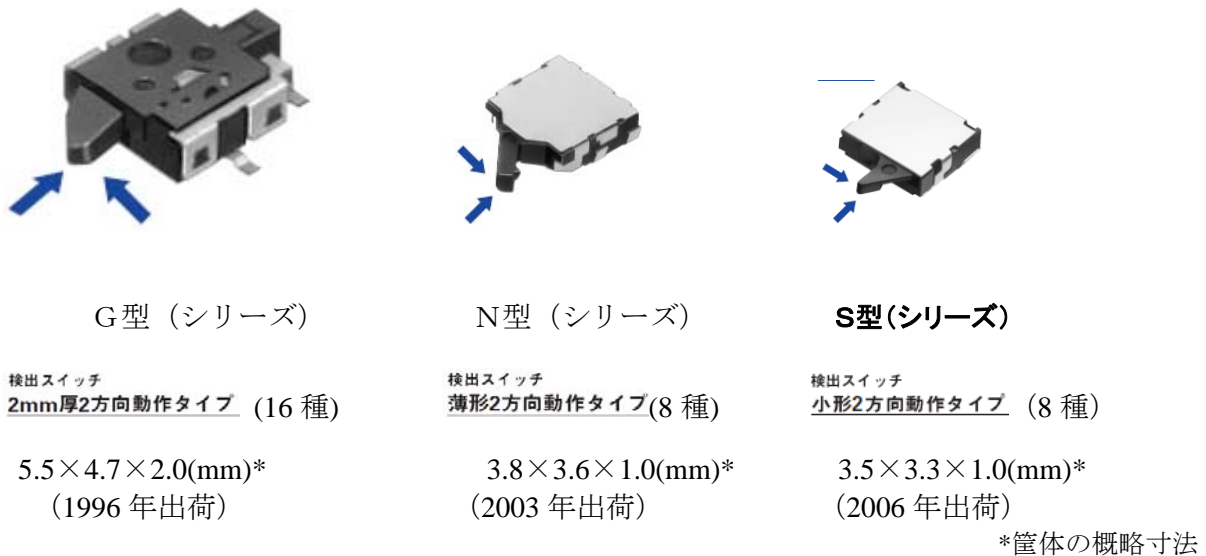 G型（シリーズ）
N型（シリーズ）
S型(シリーズ)
検出スイッチ
2mm厚2方向動作タイプ (16 種)
検出スイッチ
薄形2方向動作タイプ(8 種)
検出スイッチ
小形2方向動作タイプ（8 種）
5.5×4.7×2.0(mm)*
3.8×3.6×1.0(mm)*
3.5×3.3×1.0(mm)*
（1996 年出荷）
（2003 年出荷）
（2006 年出荷）
*筐体の概略寸法